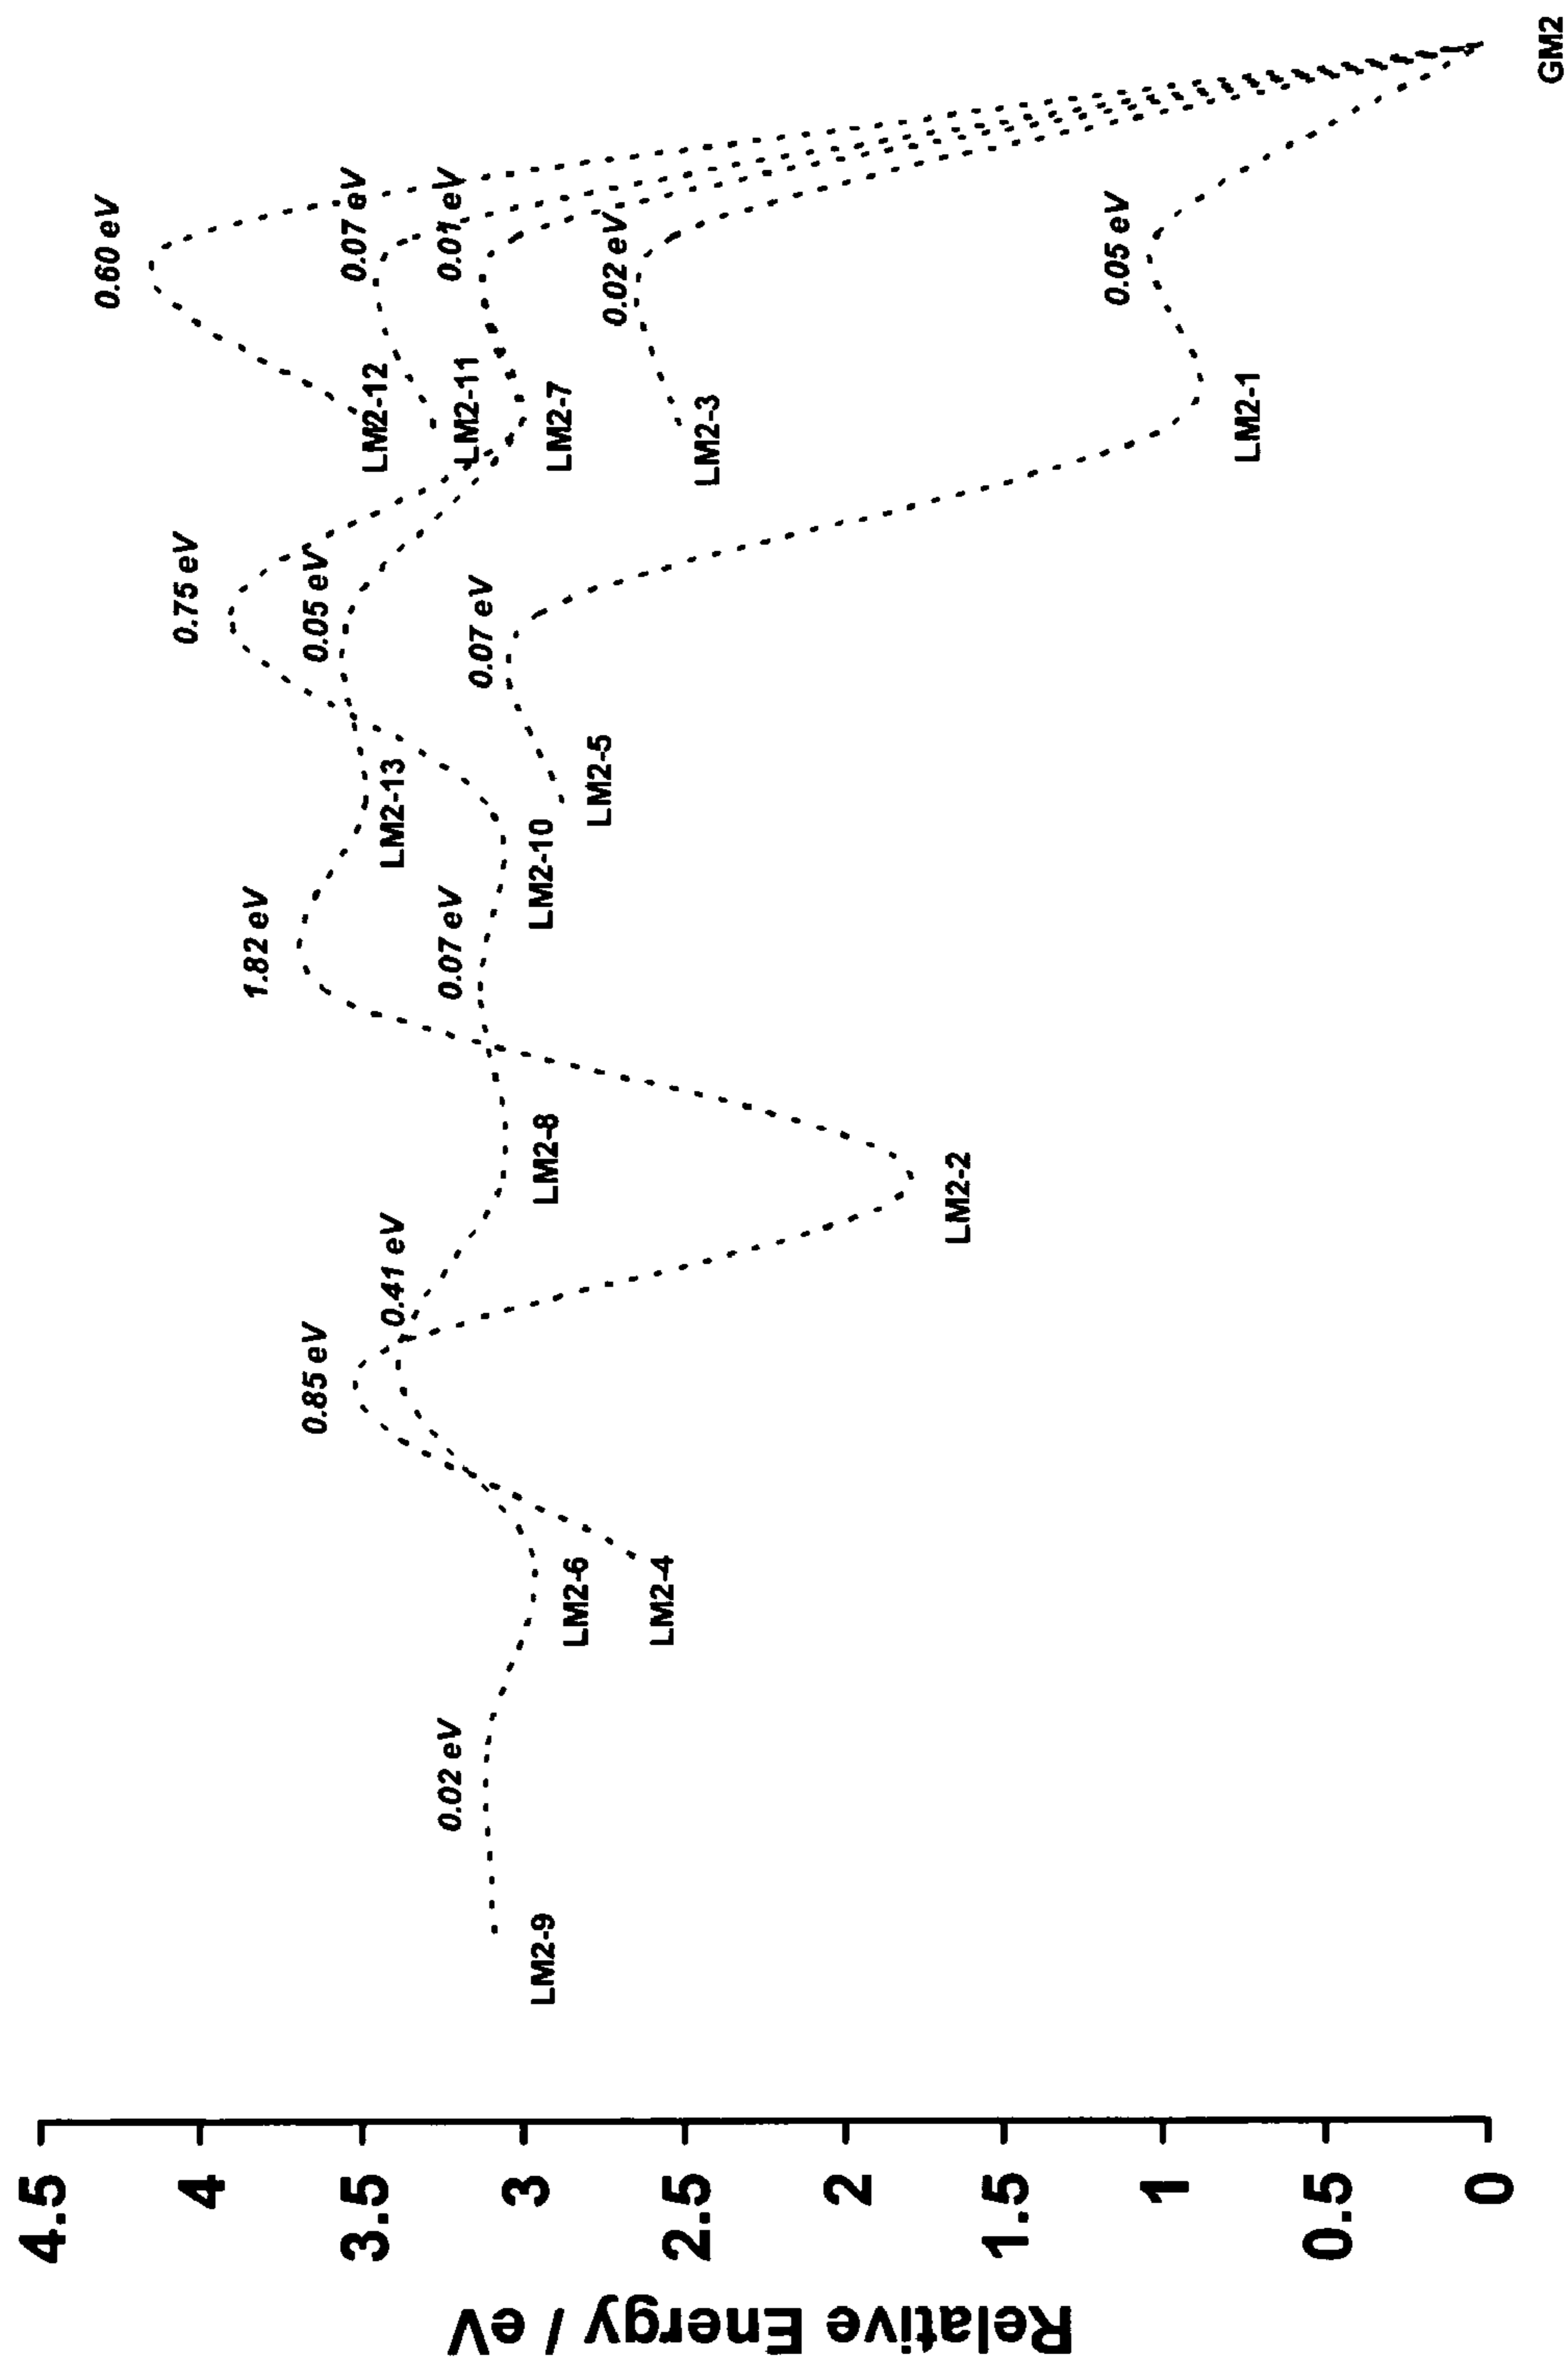 Relative Energy / eV
4.5
4
3.5
3
2.5
2
1.5
1
0.5
0
LM2-9
0.02 eV
LM2-6
LM2-4
0.85 eV
0.41 eV
LM2-8
LM2-2
1.82 eV
0.07 eV
LM2-13
LM2-10
LM2-5
0.75 eV
0.05 eV
0.07 eV
LM2-12
LM2-11
LM2-7
LM2-3
LM2-1
0.60 eV
0.07 eV
0.01 eV
0.02 eV
0.05 eV
GM2